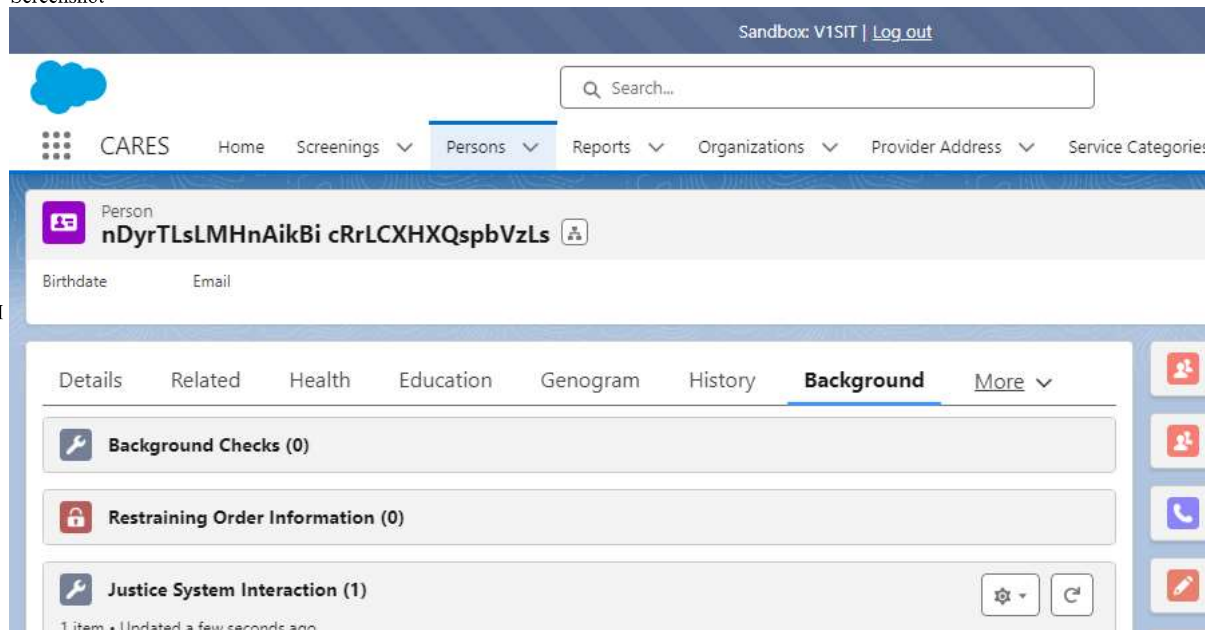 Screenshot
Sandbox: V1SIT | Log out
Search...
CARES Home Screenings Persons Reports Organizations Provider Address Service Categories
Person
nDyrTLsLMHnAikBi cRrLCXHXQspbVzLs
Birthdate Email
Details Related Health Education Genogram History Background More
Background Checks (0)
Restraining Order Information (0)
Justice System Interaction (1)
1 item • Updated a few seconds ago